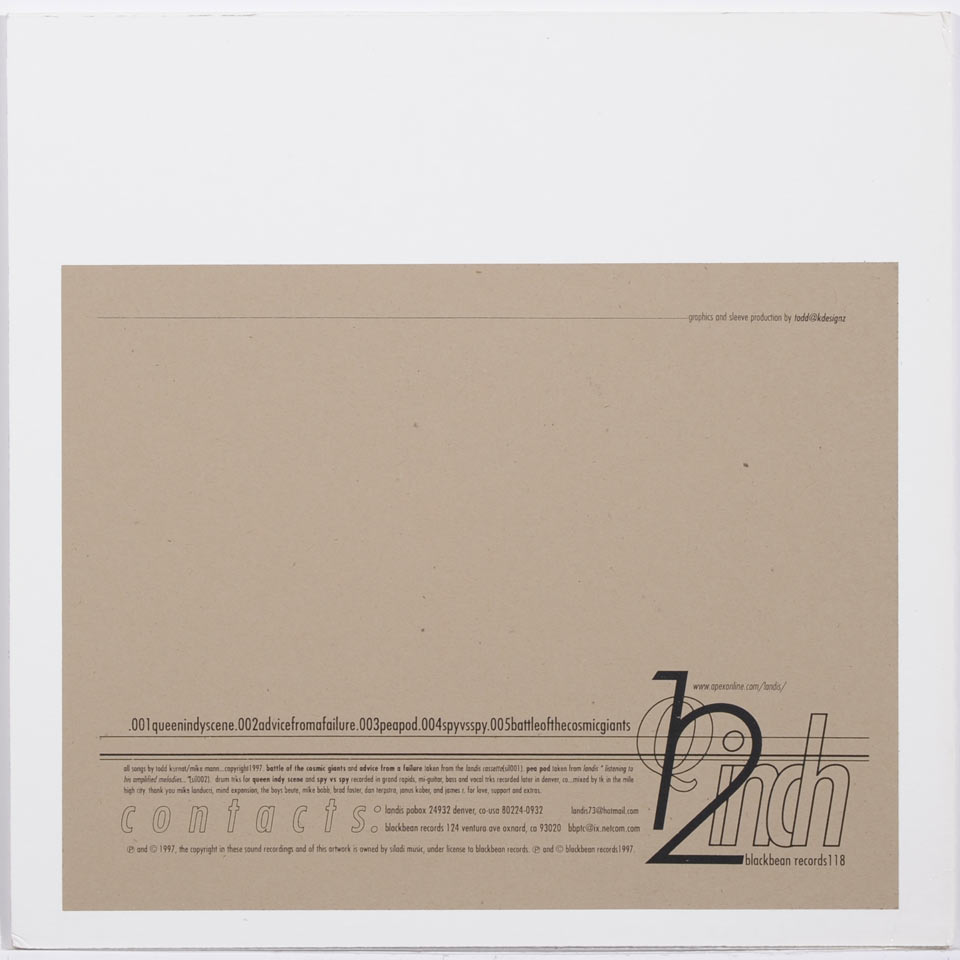 graphics and sleeve production by todd@kdesignz
www.apexonline.com/landis/
.001queenindyscene.002advicefromafailure.003peapod.004spyvsspy.005battleofthecosmicgiants
12 inch
all songs by todd kornat/mike mann...copyright1997. battle of the cosmic giants and advice from a failure taken from the landis cassette(sil001). pea pod taken from landis " listening to
his amplified melodies..."(sil002). drum trks for queen indy scene and spy vs spy recorded in grand rapids, mi-guitar, bass and vocal trks recorded later in denver, co...mixed by tk in the mile
high city thank you mike landucci, mind expansion, the boys beute, mike bobb, brad foster, dan terpstra, janus kober, and james r. for love, support and extras.
contacts:
landis pobox 24932 denver, co-usa 80224-0932 landis73@hotmail.com
blackbean records 124 ventura ave oxnard, ca 93020 bbptc@ix.netcom.com
℗ and © 1997, the copyright in these sound recordings and of this artwork is owned by siladi music, under license to blackbean records. ℗ and © blackbean records1997.
blackbean records118